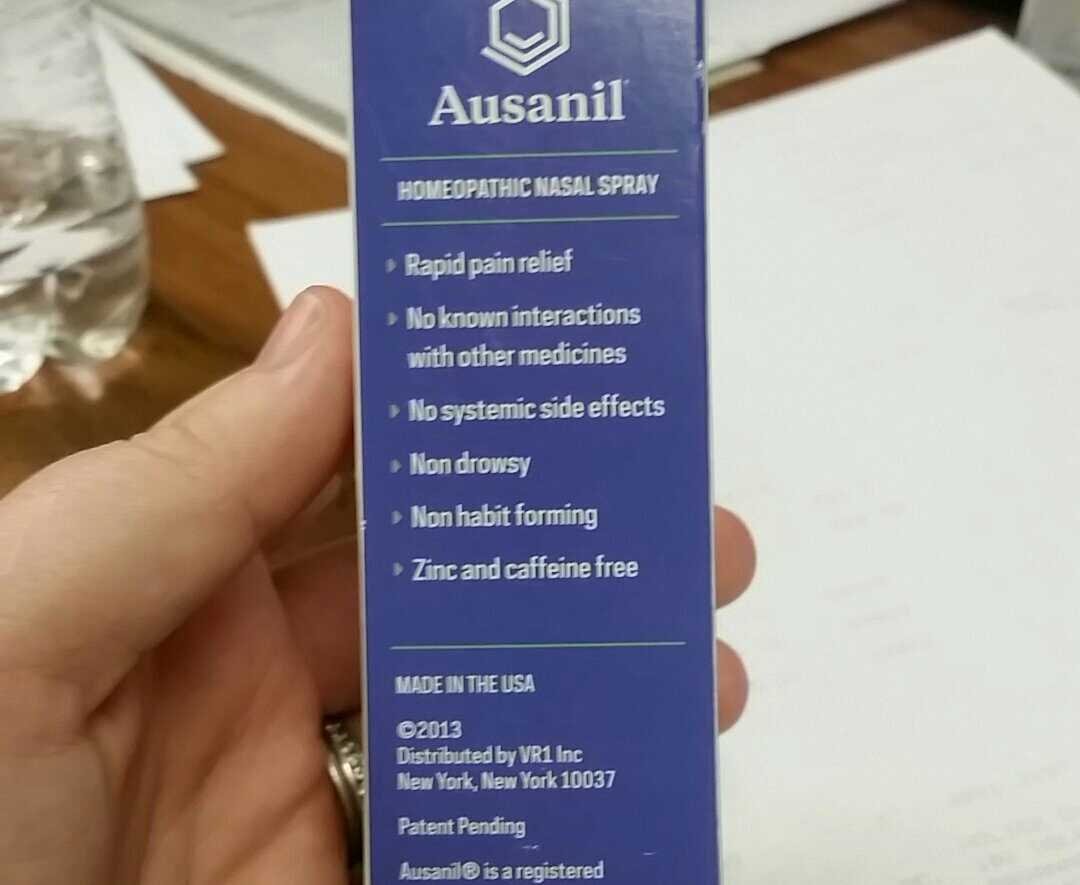 Ausanil
HOMEOPATHIC NASAL SPRAY
Rapid pain relief
No known interactions
with other medicines
No systemic side effects
Non drowsy
Non habit forming
Zinc and caffeine free
MADE IN THE USA
©2013
Distributed by VR1 Inc
New York, New York 10037
Patent Pending
Ausanil® is a registered